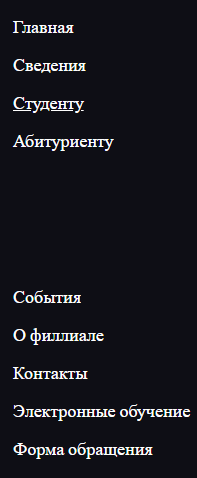 Главная
Сведения
Студенту
Абитуриенту
События
О филлиале
Контакты
Электронные обучение
Форма обращения